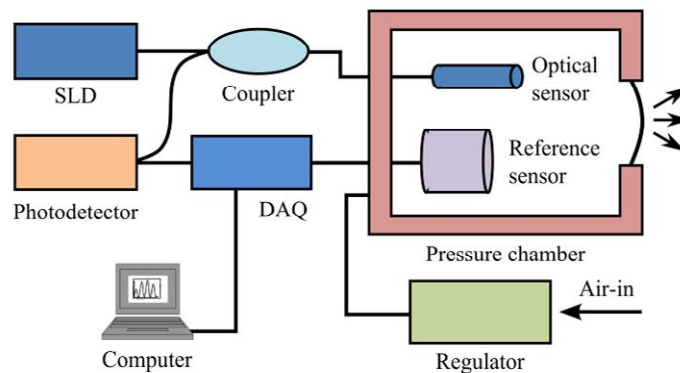 SLD
Coupler
Optical
sensor
Photodetector
DAQ
Reference
sensor
Pressure chamber
Air-in
Computer
Regulator